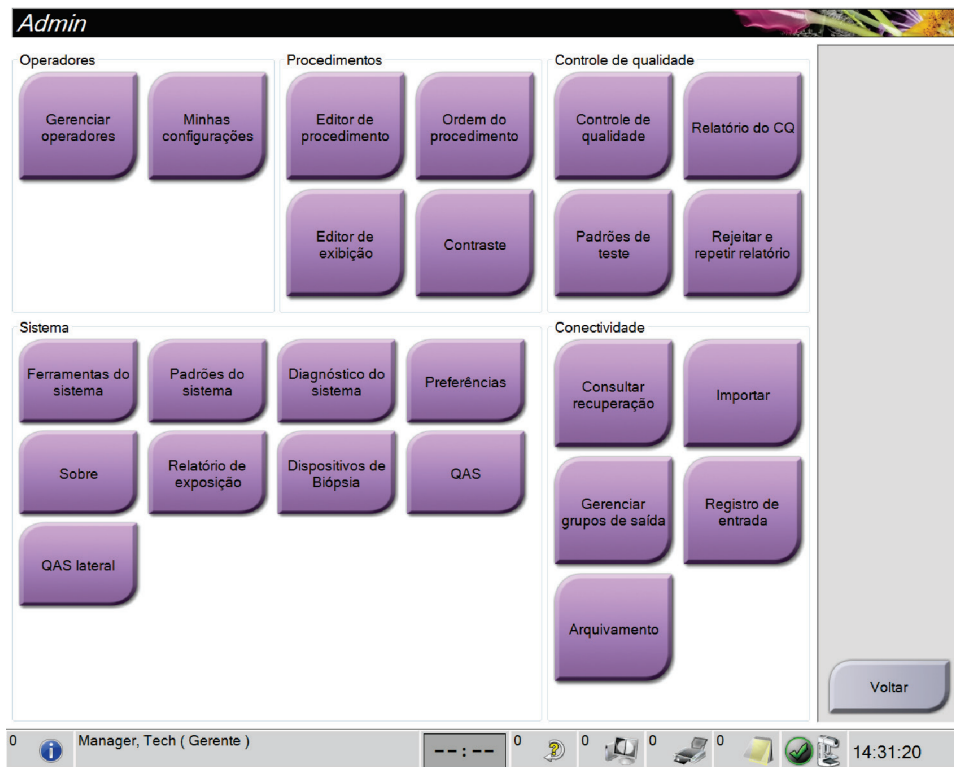 Admin
Operadores
Gerenciar
operadores
Minhas
configurações
Procedimentos
Editor de
procedimento
Ordem do
procedimento
Editor de
exibição
Contraste
Controle de qualidade
Controle de
qualidade
Relatório do CQ
Padrões de
teste
Rejeitar e
repetir relatório
Sistema
Ferramentas do
sistema
Padrões do
sistema
Diagnóstico do
sistema
Preferências
Sobre
Relatório de
exposição
Dispositivos de
Biópsia
QAS
QAS lateral
Conectividade
Consultar
recuperação
Importar
Gerenciar
grupos de saída
Registro de
entrada
Arquivamento
Voltar
0 Manager, Tech ( Gerente ) --:-- 0 0 0 0 14:31:20